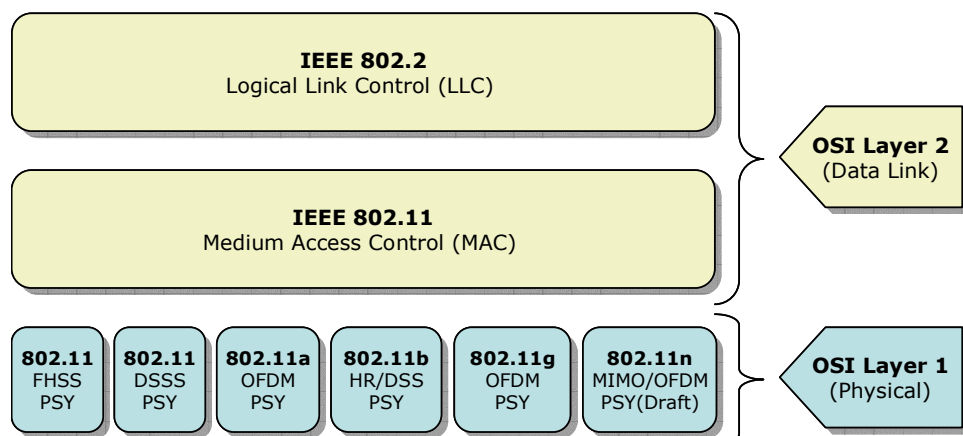 IEEE 802.2
Logical Link Control (LLC)
OSI Layer 2
(Data Link)
IEEE 802.11
Medium Access Control (MAC)
802.11
FHSS
PSY
802.11
DSSS
PSY
802.11a
OFDM
PSY
802.11b
HR/DSS
PSY
802.11g
OFDM
PSY
802.11n
MIMO/OFDM
PSY(Draft)
OSI Layer 1
(Physical)